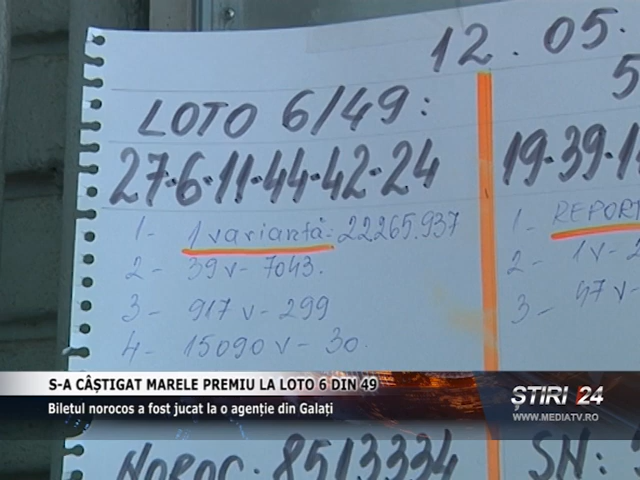 12.05.
LOTO 6/49:
27-6-11-44-42-24
1- 1 variantă: 22265.937
2- 39 v- 7043.
3- 917 v- 299
4- 15090 v- 30.
5
19-39-1
1- REPORT
2- 1 v-
3- 47 v-
S-A CÂȘTIGAT MARELE PREMIU LA LOTO 6 DIN 49
Biletul norocos a fost jucat la o agenție din Galați
ȘTIRI 24
WWW.MEDIATV.RO
NOROC: 8513334
SN: